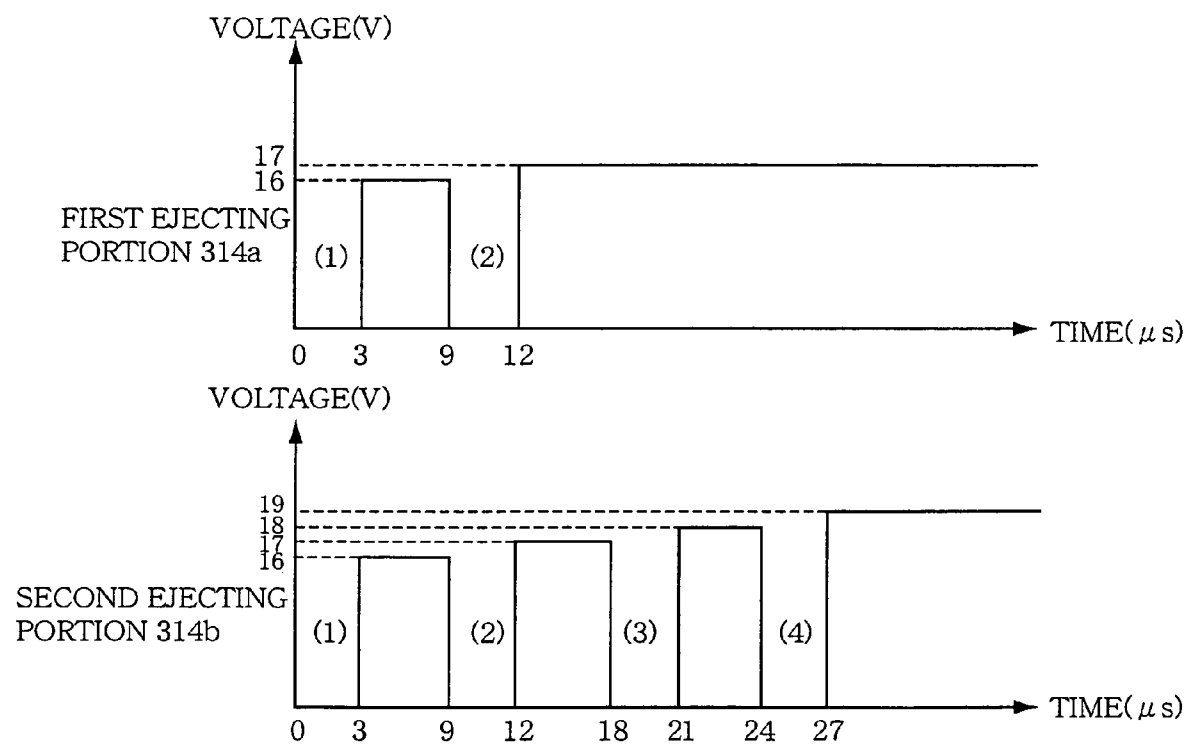 VOLTAGE(V)
17
16
FIRST EJECTING
PORTION 314a
(1)
(2)
0 3 9 12
TIME(μs)
VOLTAGE(V)
19
18
17
16
SECOND EJECTING
PORTION 314b
(1)
(2)
(3)
(4)
0 3 9 12 18 21 24 27
TIME(μs)